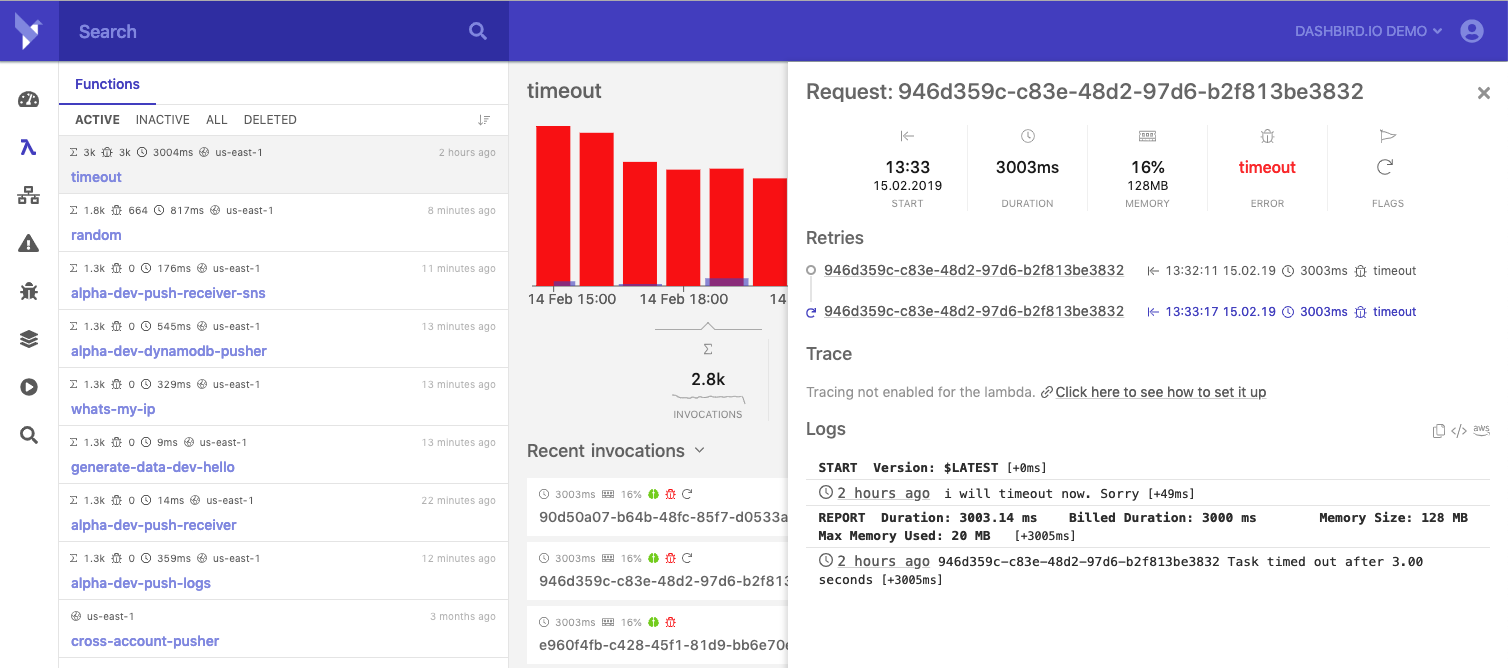 Search
DASHBIRD.IO DEMO
Functions
ACTIVE INACTIVE ALL DELETED
Σ 3k 3k 3004ms us-east-1 2 hours ago
timeout
Σ 1.8k 664 817ms us-east-1 8 minutes ago
random
Σ 1.3k 0 176ms us-east-1 11 minutes ago
alpha-dev-push-receiver-sns
Σ 1.3k 0 545ms us-east-1 13 minutes ago
alpha-dev-dynamodb-pusher
Σ 1.3k 0 329ms us-east-1 13 minutes ago
whats-my-ip
Σ 1.3k 0 9ms us-east-1 13 minutes ago
generate-data-dev-hello
Σ 1.3k 0 14ms us-east-1 22 minutes ago
alpha-dev-push-receiver
Σ 1.3k 0 359ms us-east-1 12 minutes ago
alpha-dev-push-logs
us-east-1 3 months ago
cross-account-pusher
timeout
14 Feb 15:00 14 Feb 18:00 14
Σ
2.8k
INVOCATIONS
Recent invocations
3003ms 16%
90d50a07-b64b-48fc-85f7-d0533a
3003ms 16%
946d359c-c83e-48d2-97d6-b2f813
3003ms 16%
e960f4fb-c428-45f1-81d9-bb6e70
Request: 946d359c-c83e-48d2-97d6-b2f813be3832
13:33 3003ms 16% timeout
15.02.2019 128MB
START DURATION MEMORY ERROR FLAGS
Retries
946d359c-c83e-48d2-97d6-b2f813be3832 13:32:11 15.02.19 3003ms timeout
946d359c-c83e-48d2-97d6-b2f813be3832 13:33:17 15.02.19 3003ms timeout
Trace
Tracing not enabled for the lambda. Click here to see how to set it up
Logs
</> aws
START Version: $LATEST [+0ms]
2 hours ago i will timeout now. Sorry [+49ms]
REPORT Duration: 3003.14 ms Billed Duration: 3000 ms Memory Size: 128 MB
Max Memory Used: 20 MB [+3005ms]
2 hours ago 946d359c-c83e-48d2-97d6-b2f813be3832 Task timed out after 3.00
seconds [+3005ms]